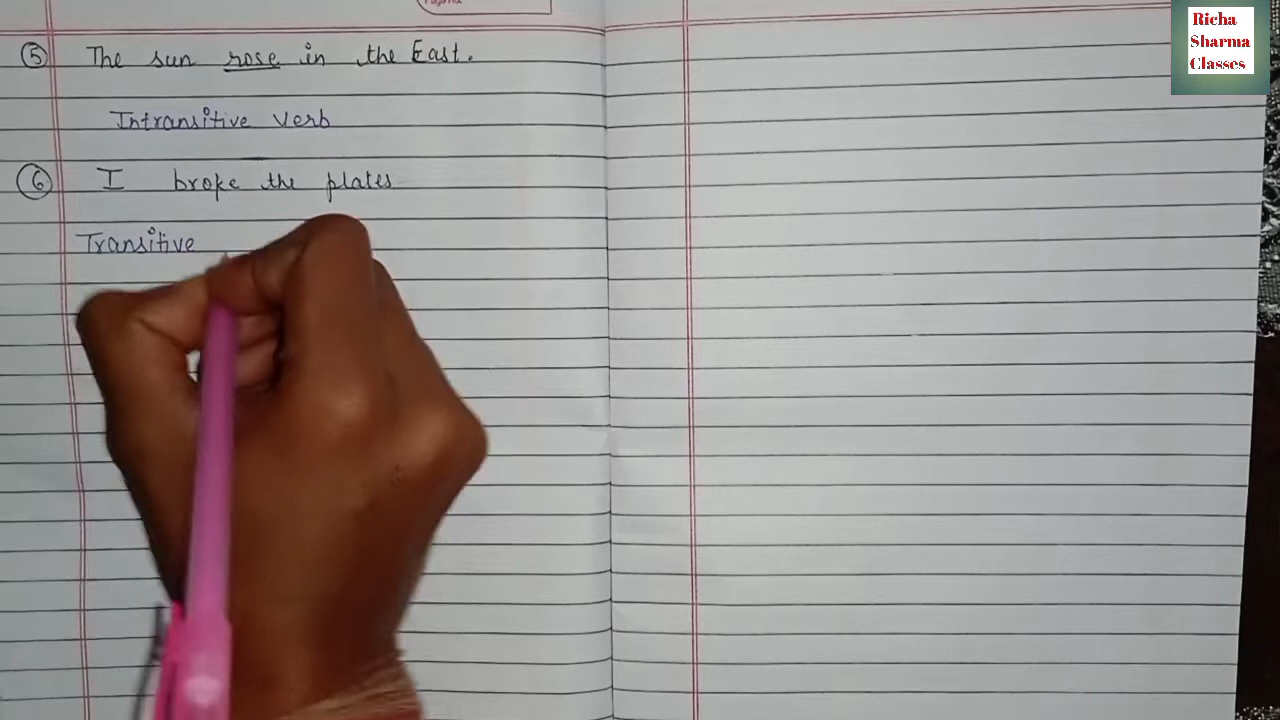 ⑤ The sun rose in the East.
Intransitive verb
⑥ I broke the plates
Transitive
Richa
Sharma
Classes